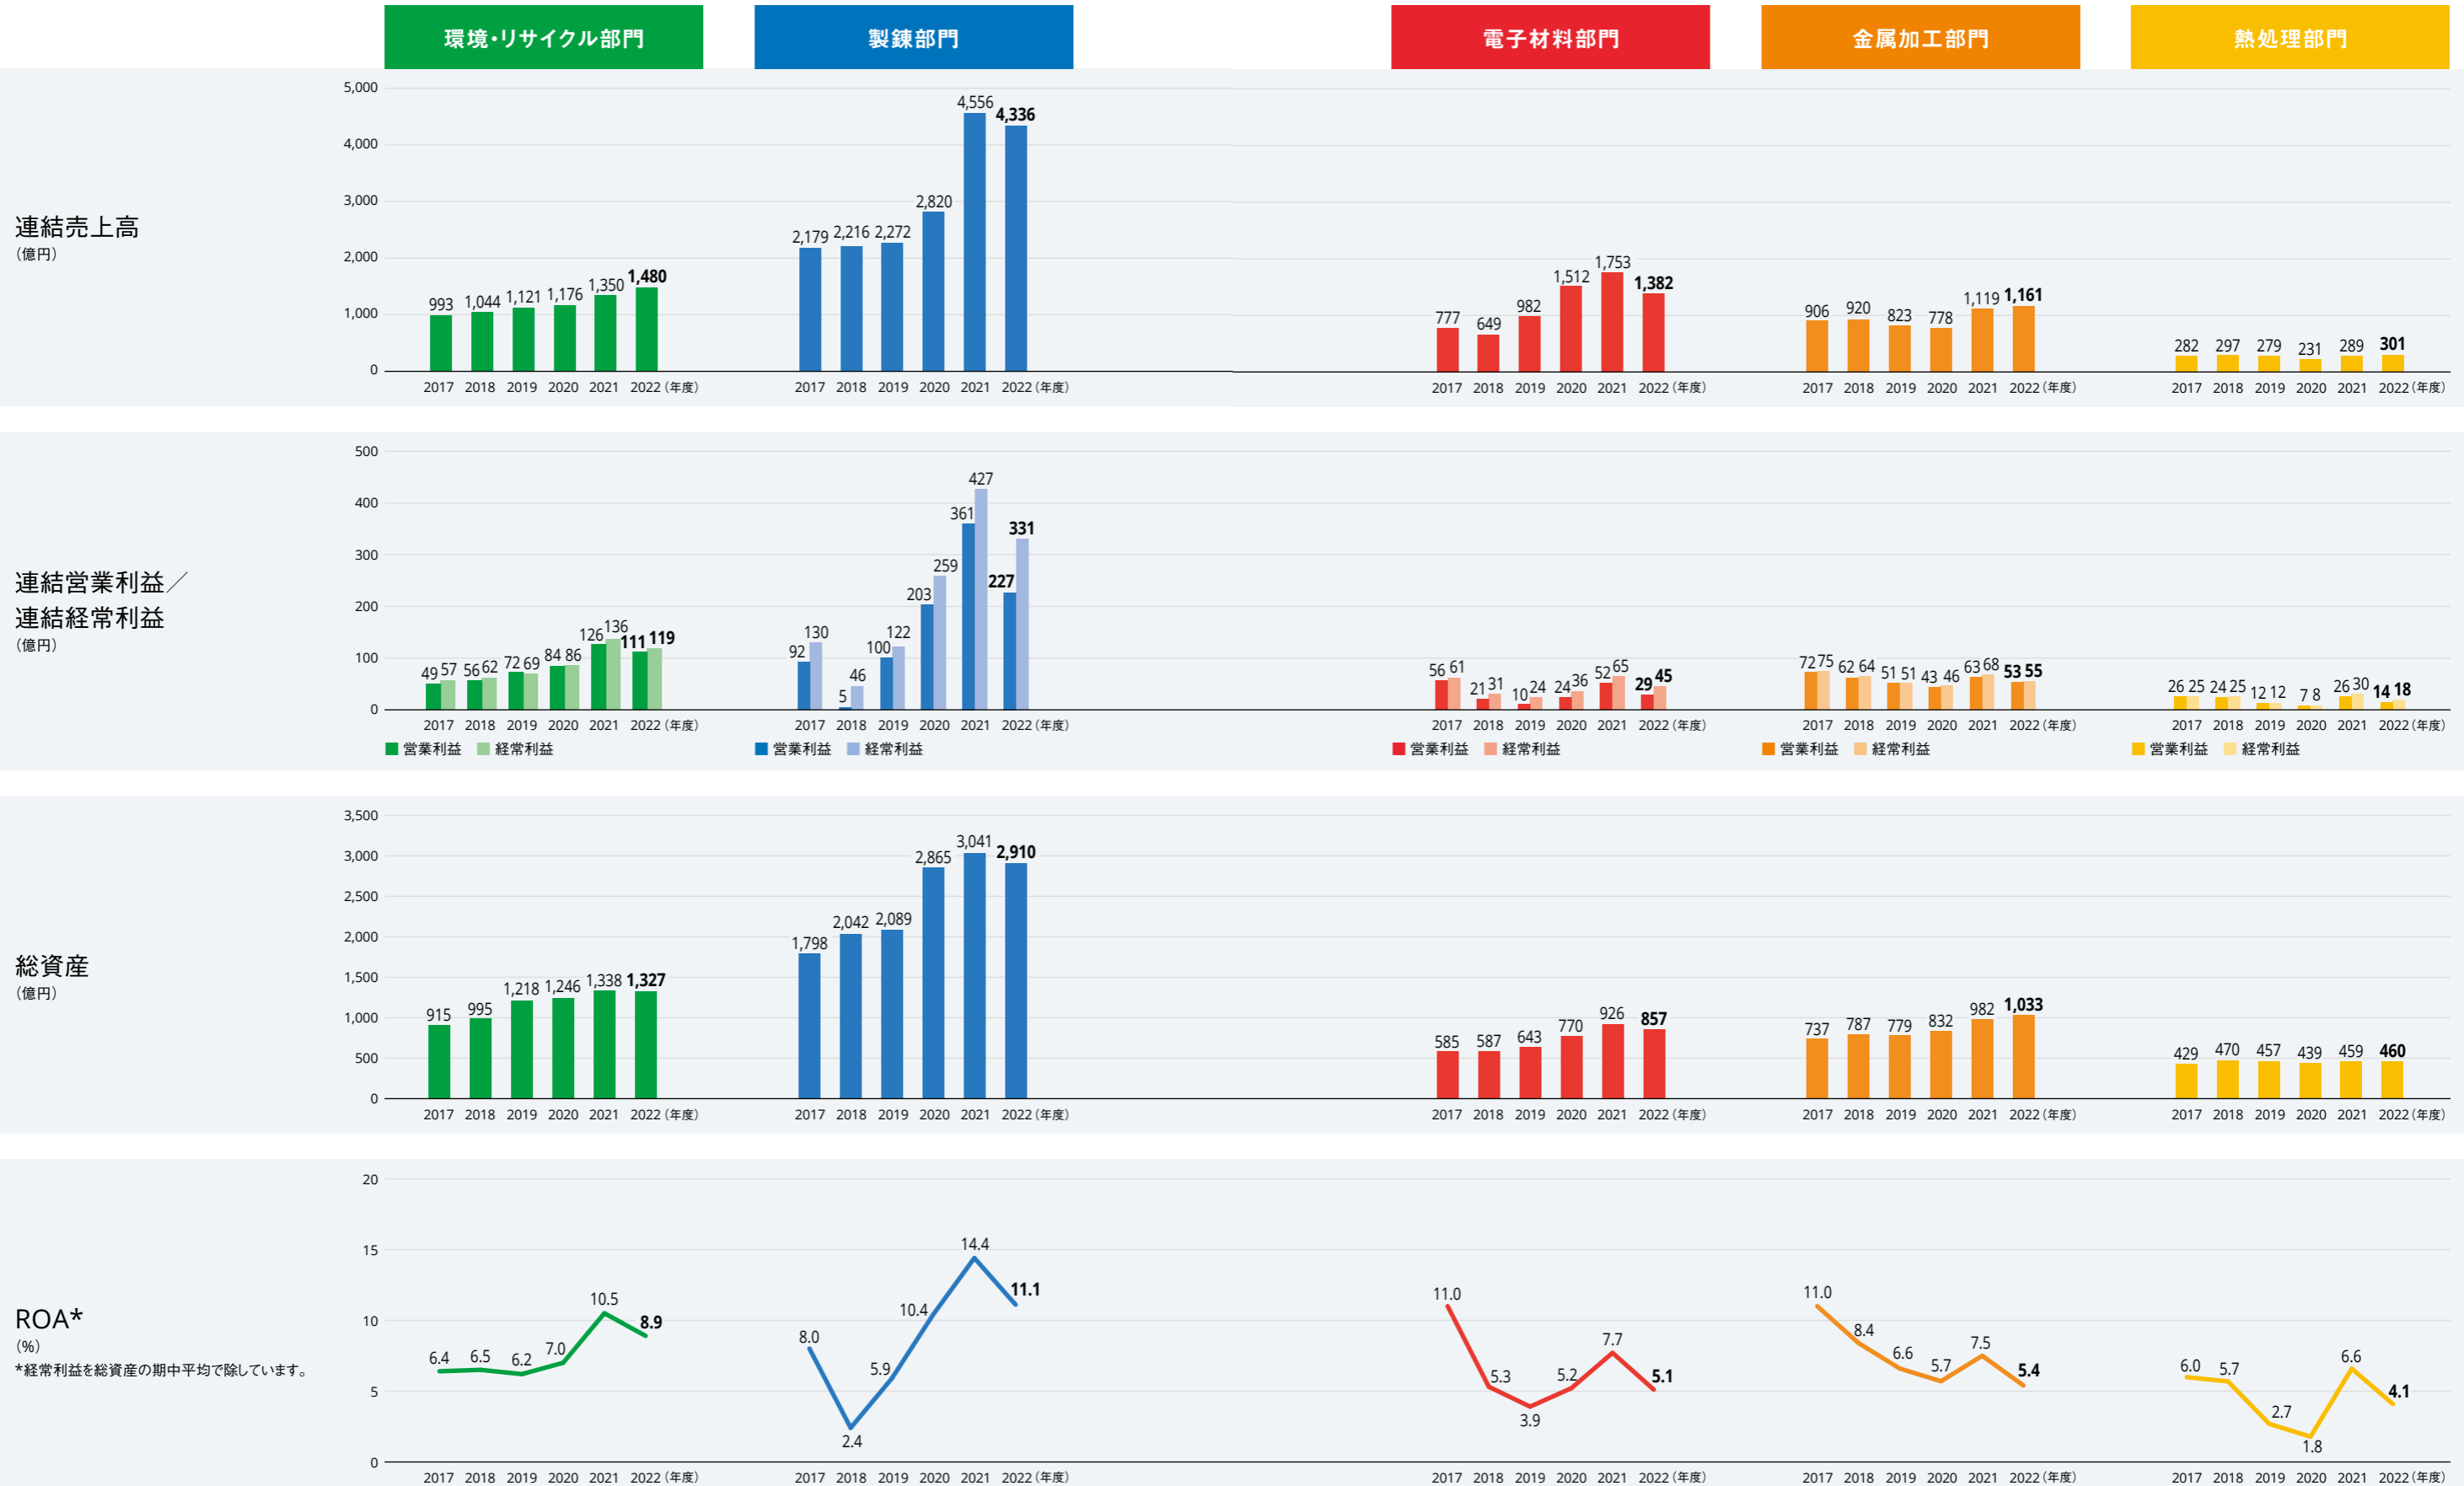 環境・リサイクル部門
製錬部門
電子材料部門
金属加工部門
熱処理部門
連結売上高
（億円）
5,000
4,000
3,000
2,000
1,000
0
993 1,044 1,121 1,176 1,350 1,480
2017 2018 2019 2020 2021 2022（年度）
2,179 2,216 2,272 2,820 4,556 4,336
2017 2018 2019 2020 2021 2022（年度）
777 649 982 1,512 1,753 1,382
2017 2018 2019 2020 2021 2022（年度）
906 920 823 778 1,119 1,161
2017 2018 2019 2020 2021 2022（年度）
282 297 279 231 289 301
2017 2018 2019 2020 2021 2022（年度）
連結営業利益／
連結経常利益
（億円）
500
400
300
200
100
0
49 57 56 62 72 69 84 86 126 136 111 119
2017 2018 2019 2020 2021 2022（年度）
営業利益 経常利益
92 130 5 46 100 122 203 259 361 427 227 331
2017 2018 2019 2020 2021 2022（年度）
営業利益 経常利益
56 61 21 31 10 24 24 36 52 65 29 45
2017 2018 2019 2020 2021 2022（年度）
営業利益 経常利益
72 75 62 64 51 51 43 46 63 68 53 55
2017 2018 2019 2020 2021 2022（年度）
営業利益 経常利益
26 25 24 25 12 12 7 8 26 30 14 18
2017 2018 2019 2020 2021 2022（年度）
営業利益 経常利益
総資産
（億円）
3,500
3,000
2,500
2,000
1,500
1,000
500
0
915 995 1,218 1,246 1,338 1,327
2017 2018 2019 2020 2021 2022（年度）
1,798 2,042 2,089 2,865 3,041 2,910
2017 2018 2019 2020 2021 2022（年度）
585 587 643 770 926 857
2017 2018 2019 2020 2021 2022（年度）
737 787 779 832 982 1,033
2017 2018 2019 2020 2021 2022（年度）
429 470 457 439 459 460
2017 2018 2019 2020 2021 2022（年度）
ROA*
（%）
*経常利益を総資産の期中平均で除しています。
20
15
10
5
0
6.4 6.5 6.2 7.0 10.5 8.9
2017 2018 2019 2020 2021 2022（年度）
8.0 2.4 5.9 10.4 14.4 11.1
2017 2018 2019 2020 2021 2022（年度）
11.0 5.3 3.9 5.2 7.7 5.1
2017 2018 2019 2020 2021 2022（年度）
11.0 8.4 6.6 5.7 7.5 5.4
2017 2018 2019 2020 2021 2022（年度）
6.0 5.7 2.7 1.8 6.6 4.1
2017 2018 2019 2020 2021 2022（年度）